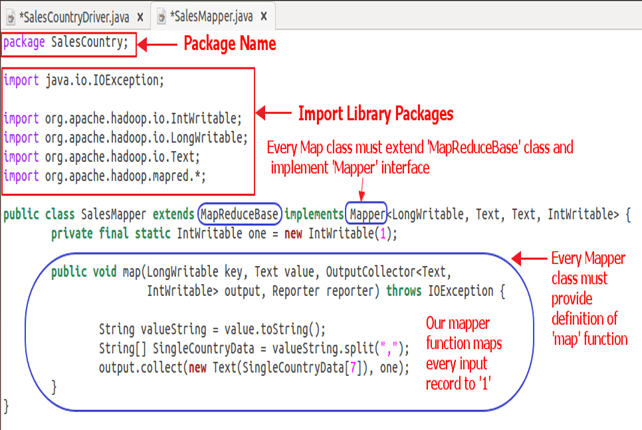 *SalesCountryDriver.java x *SalesMapper.java x
package SalesCountry;
Package Name
import java.io.IOException;
import org.apache.hadoop.io.IntWritable;
import org.apache.hadoop.io.LongWritable;
import org.apache.hadoop.io.Text;
import org.apache.hadoop.mapred.*;
Import Library Packages
Every Map class must extend 'MapReduceBase' class and
implement 'Mapper' interface
public class SalesMapper extends MapReduceBase implements Mapper<LongWritable, Text, Text, IntWritable> {
private final static IntWritable one = new IntWritable(1);
public void map(LongWritable key, Text value, OutputCollector<Text,
IntWritable> output, Reporter reporter) throws IOException {
String valueString = value.toString();
String[] SingleCountryData = valueString.split(",");
output.collect(new Text(SingleCountryData[7]), one);
}
}
Our mapper
function maps
every input
record to '1'
Every Mapper
class must
provide
definition of
'map' function